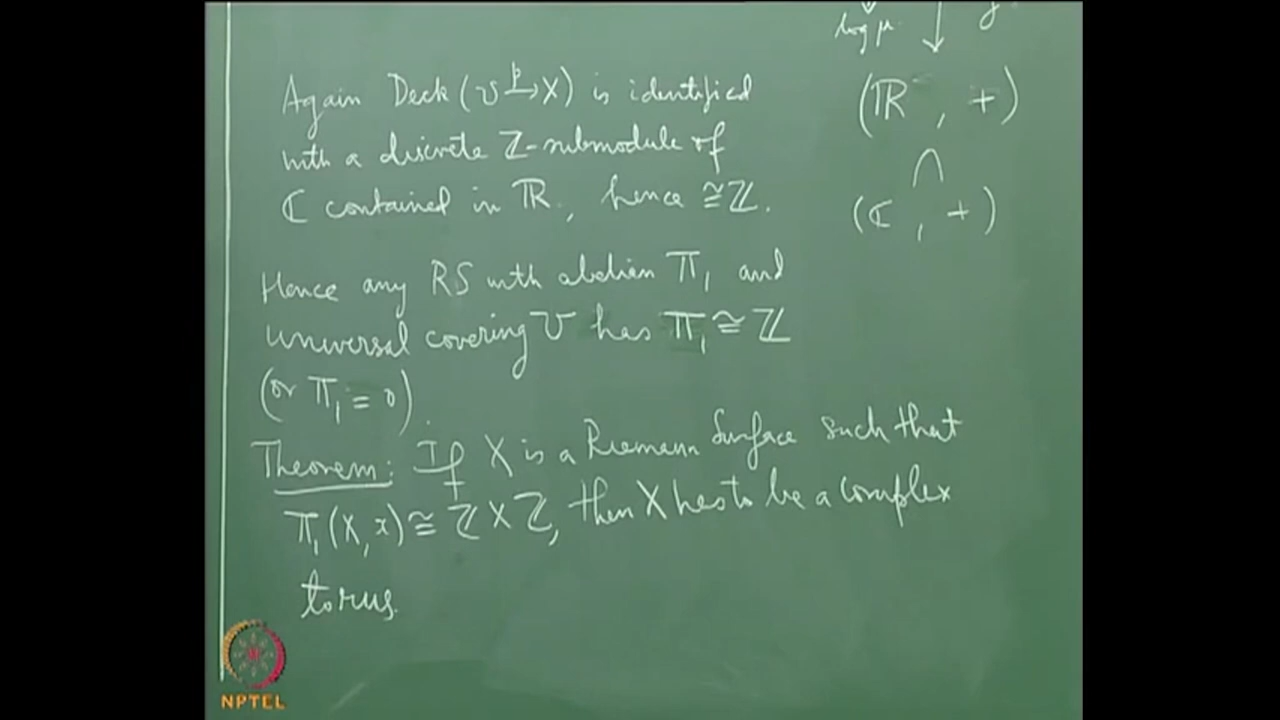 log μ
(ℝ, +)
∩
(ℂ, +)
Again Deck (U →p X) is identified
with a discrete ℤ-submodule of
ℂ contained in ℝ, hence ≅ ℤ.
Hence any RS with abelian Π₁ and
universal covering U has Π₁ ≅ ℤ
(or Π₁ = 0).
Theorem: If X is a Riemann Surface such that
Π₁(X, x) ≅ ℤ × ℤ, then X has to be a complex
torus.
NPTEL